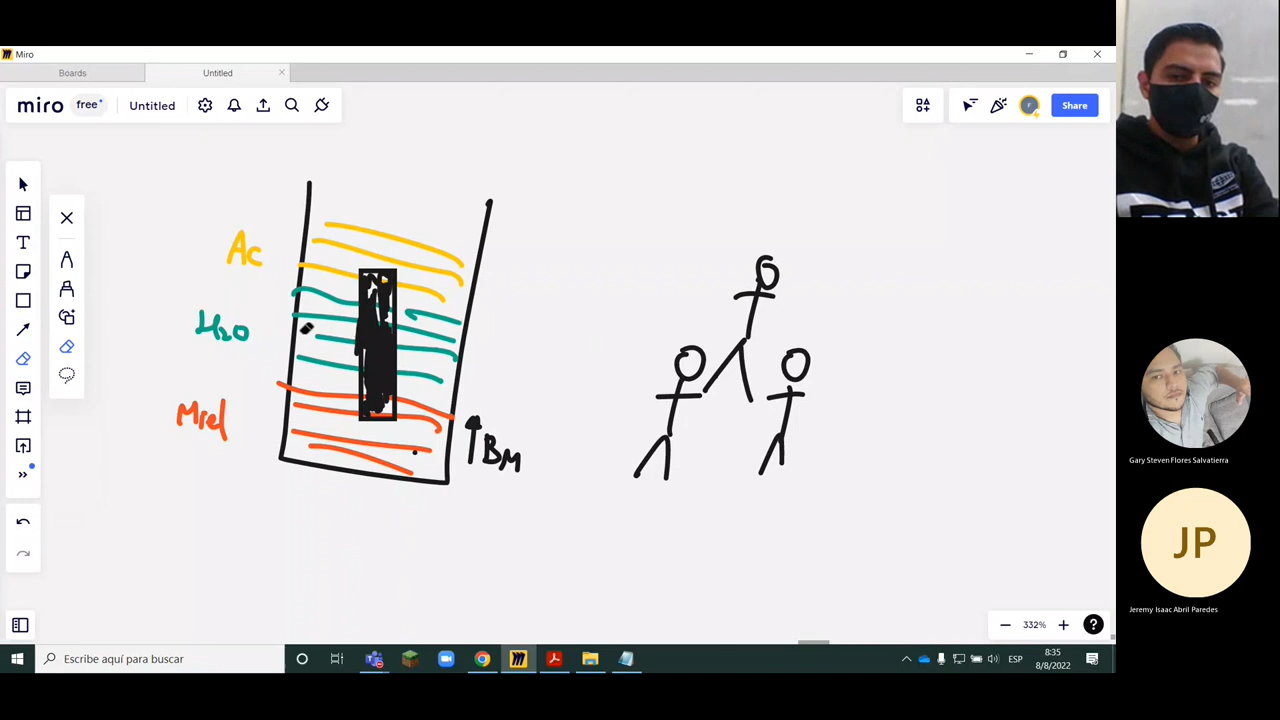 Miro
Boards
Untitled
miro
free
Untitled
Share
Ac
H2O
Miel
BM
Gary Steven Flores Salvatierra
JP
Jeremy Isaac Abril Paredes
332%
Escribe aquí para buscar
ESP
8:35
8/8/2022